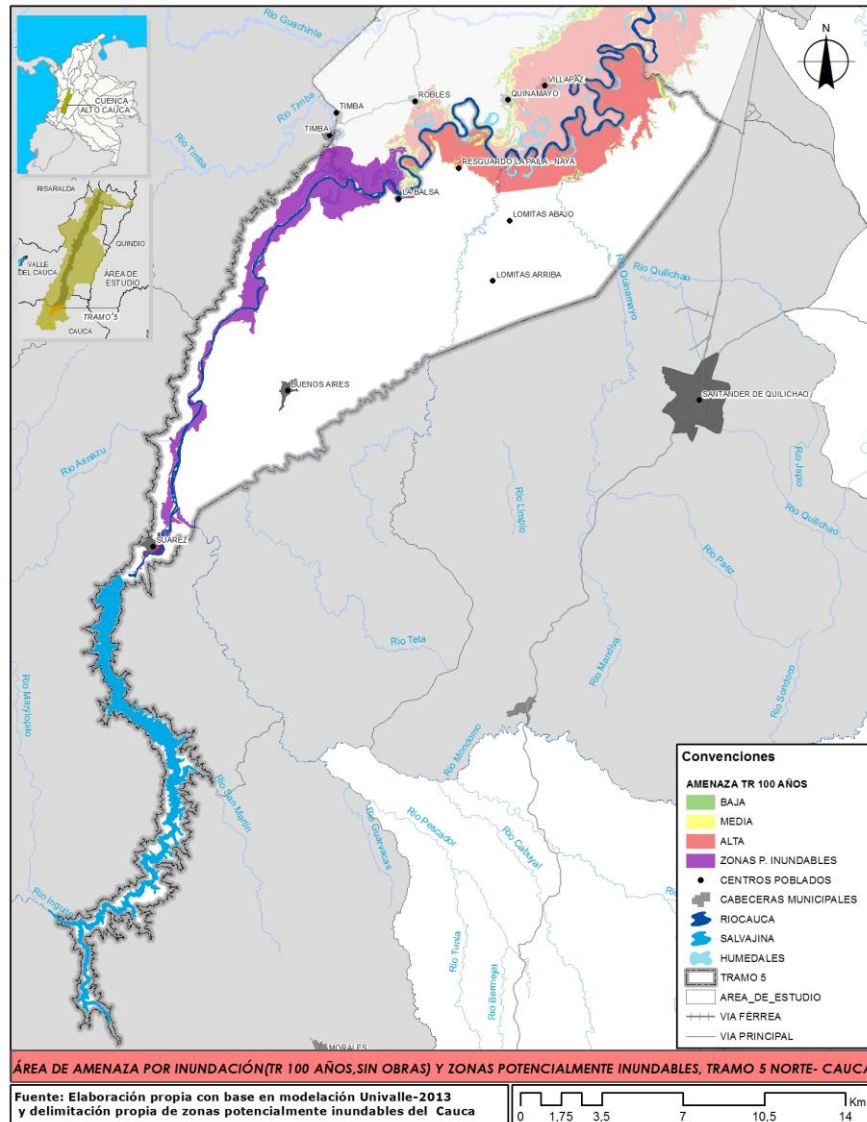 Rio Guachinte
CUENCA
ALTO CAUCA
RISARALDA
QUINDIO
VALLE
DEL CAUCA
ÁREA DE
ESTUDIO
TRAMO 5
CAUCA
N
Rio Timba
Rio Timba
TIMBA
TIMBA
ROBLES
QUINAMAYO
VILLAPAZ
RESGUARDO LA PAILA - NAYA
LA BALSA
LOMITAS ABAJO
LOMITAS ARRIBA
Rio Quinamayo
Rio Quilichao
BUENOS AIRES
SANTANDER DE QUILICHAO
Rio Asnazu
Rio Limpio
Rio Japio
Rio Quilichao
Rio Paez
SUAREZ
Rio Teta
Rio Mandiva
Rio Sondoco
Rio Marylopio
Rio Mondomo
Rio San Martin
Rio Guarvacas
Rio Pescador
Rio Cabuyal
Rio Inguito
Rio Tunia
Rio Bermejal
MORALES
Convenciones
AMENAZA TR 100 AÑOS
BAJA
MEDIA
ALTA
ZONAS P. INUNDABLES
CENTROS POBLADOS
CABECERAS MUNICIPALES
RIOCAUCA
SALVAJINA
HUMEDALES
TRAMO 5
AREA_DE_ESTUDIO
VIA FÉRREA
VIA PRINCIPAL
ÁREA DE AMENAZA POR INUNDACIÓN(TR 100 AÑOS,SIN OBRAS) Y ZONAS POTENCIALMENTE INUNDABLES, TRAMO 5 NORTE- CAUCA
Fuente: Elaboración propia con base en modelación Univalle-2013
y delimitación propia de zonas potencialmente inundables del Cauca
Km
0 1,75 3,5 7 10,5 14